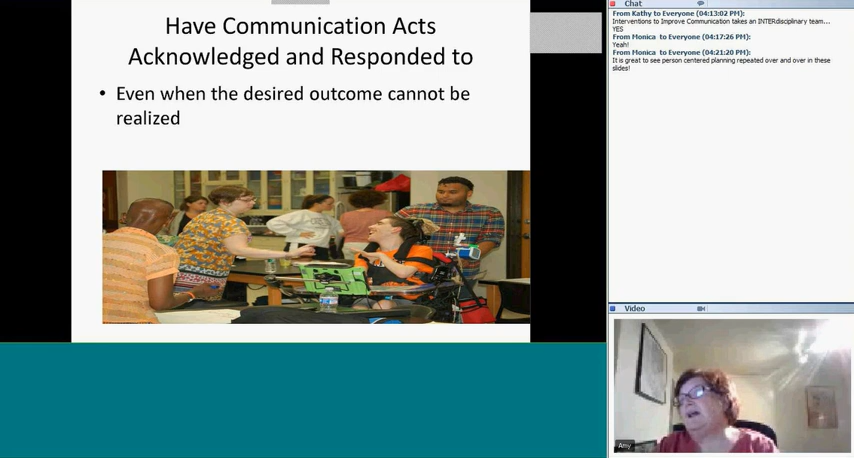 Have Communication Acts
Acknowledged and Responded to
• Even when the desired outcome cannot be
realized
Chat
From Kathy to Everyone (04:13:02 PM):
Interventions to Improve Communication takes an INTERdisciplinary team...
YES
From Monica to Everyone (04:17:26 PM):
Yeah!
From Monica to Everyone (04:21:20 PM):
It is great to see person centered planning repeated over and over in these
slides!
Video
Amy